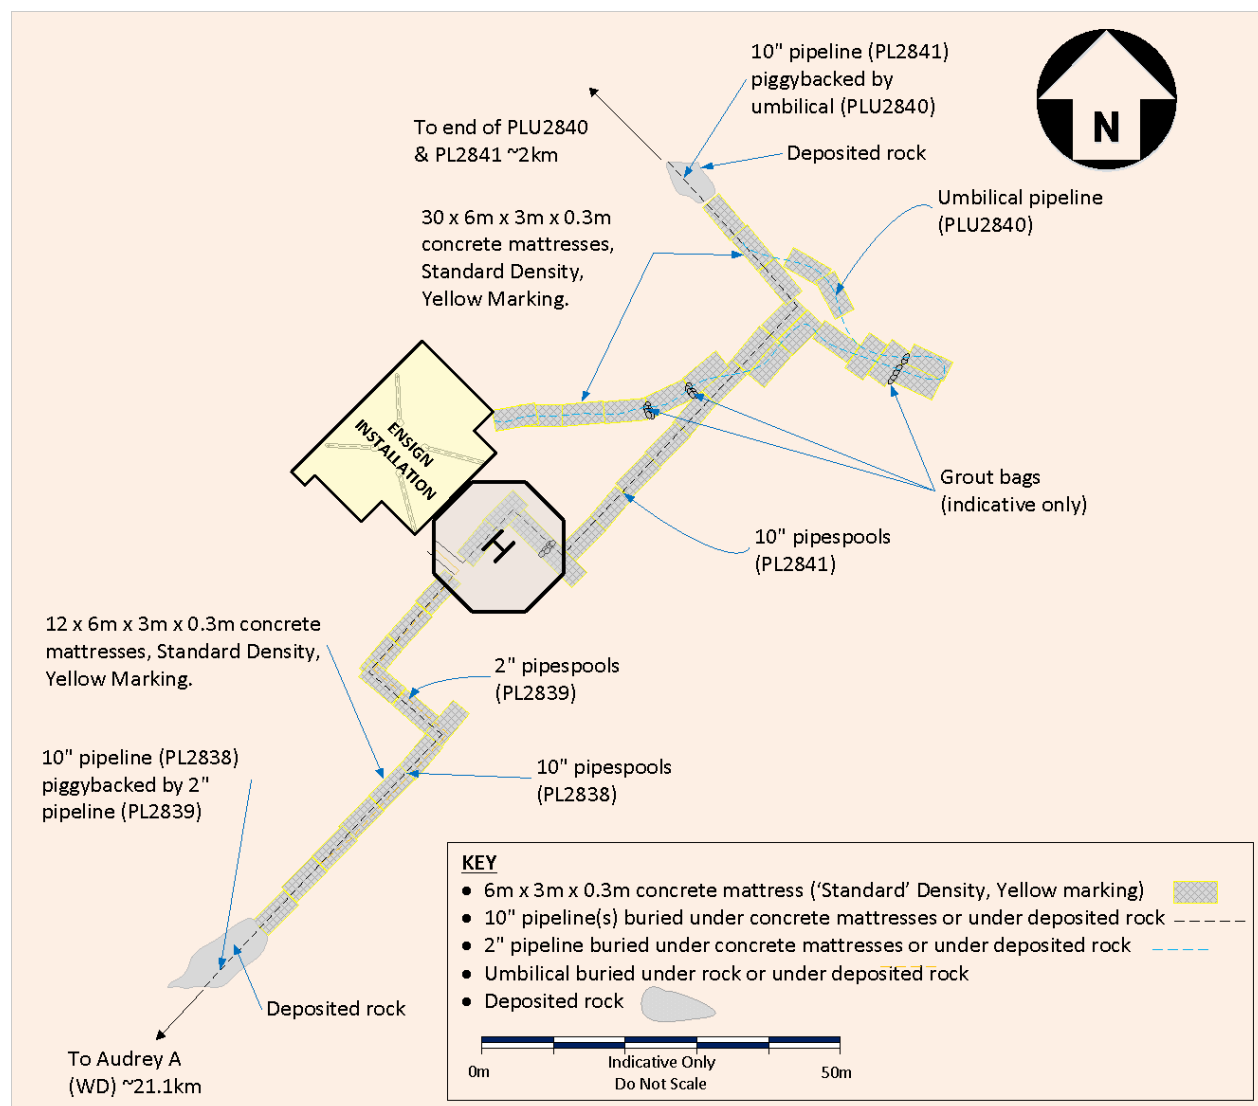 10" pipeline (PL2841)
piggybacked by
umbilical (PLU2840)
N
To end of PLU2840
& PL2841 ~2km
Deposited rock
Umbilical pipeline
(PLU2840)
30 x 6m x 3m x 0.3m
concrete mattresses,
Standard Density,
Yellow Marking.
ENSIGN
INSTALLATION
Grout bags
(indicative only)
H
10" pipespools
(PL2841)
12 x 6m x 3m x 0.3m concrete
mattresses, Standard Density,
Yellow Marking.
2" pipespools
(PL2839)
10" pipeline (PL2838)
piggybacked by 2"
pipeline (PL2839)
10" pipespools
(PL2838)
Deposited rock
To Audrey A
(WD) ~21.1km
KEY
• 6m x 3m x 0.3m concrete mattress (‘Standard’ Density, Yellow marking)
• 10" pipeline(s) buried under concrete mattresses or under deposited rock
• 2" pipeline buried under concrete mattresses or under deposited rock
• Umbilical buried under rock or under deposited rock
• Deposited rock
0m
Indicative Only
Do Not Scale
50m